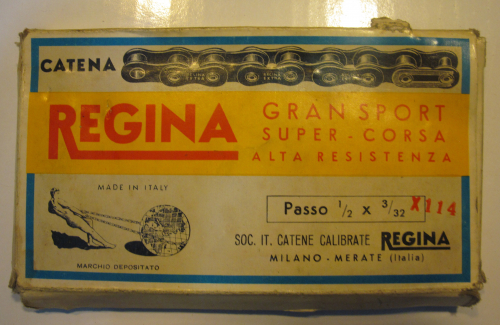 CATENA
REGINA
GRAN SPORT
SUPER-CORSA
ALTA RESISTENZA
MADE IN ITALY
Passo 1/2 x 3/32 X114
SOC. IT. CATENE CALIBRATE REGINA
MILANO - MERATE (Italia)
MARCHIO DEPOSITATO